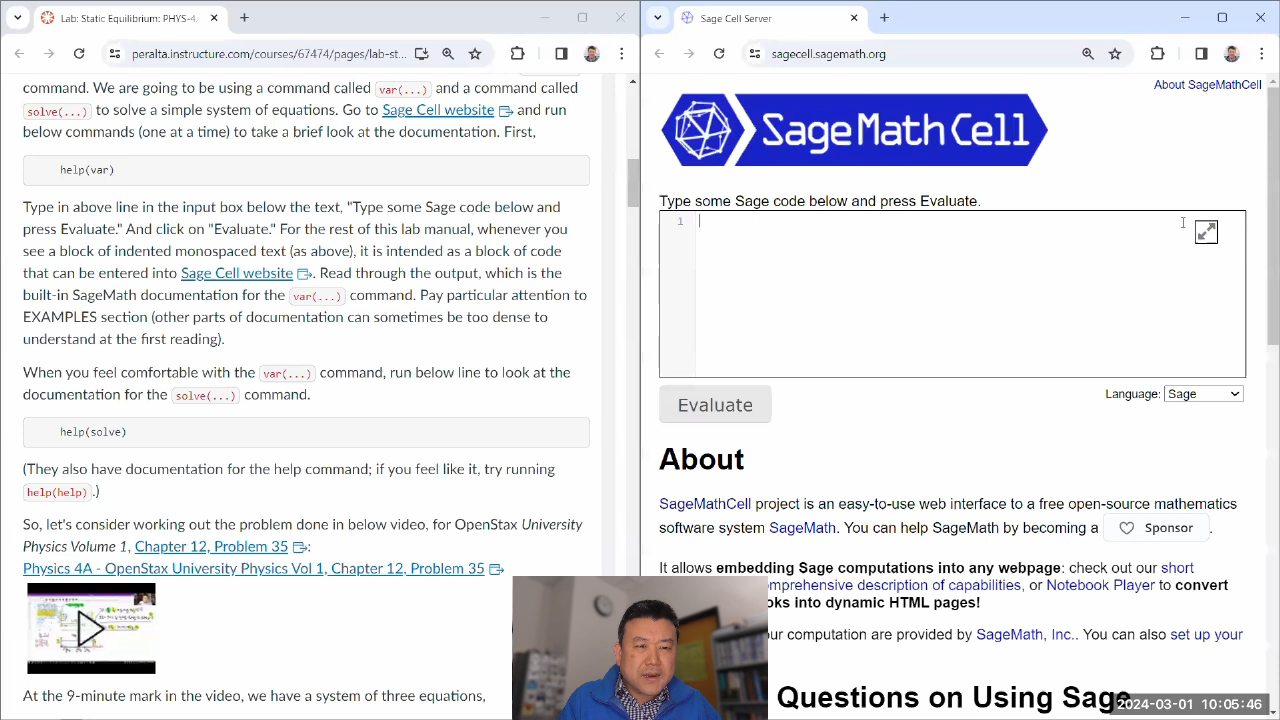 Lab: Static Equilibrium: PHYS-4
peralta.instructure.com/courses/67474/pages/lab-st...
command. We are going to be using a command called var(...) and a command called
solve(...) to solve a simple system of equations. Go to Sage Cell website and run
below commands (one at a time) to take a brief look at the documentation. First,
help(var)
Type in above line in the input box below the text, "Type some Sage code below and
press Evaluate." And click on "Evaluate." For the rest of this lab manual, whenever you
see a block of indented monospaced text (as above), it is intended as a block of code
that can be entered into Sage Cell website. Read through the output, which is the
built-in SageMath documentation for the var(...) command. Pay particular attention to
EXAMPLES section (other parts of documentation can sometimes be too dense to
understand at the first reading).
When you feel comfortable with the var(...) command, run below line to look at the
documentation for the solve(...) command.
help(solve)
(They also have documentation for the help command; if you feel like it, try running
help(help).)
So, let's consider working out the problem done in below video, for OpenStax University
Physics Volume 1, Chapter 12, Problem 35:
Physics 4A - OpenStax University Physics Vol 1, Chapter 12, Problem 35
At the 9-minute mark in the video, we have a system of three equations,
Sage Cell Server
sagecell.sagemath.org
About SageMathCell
SageMathCell
Type some Sage code below and press Evaluate.
1
Evaluate
Language: Sage
About
SageMathCell project is an easy-to-use web interface to a free open-source mathematics
software system SageMath. You can help SageMath by becoming a Sponsor.
It allows embedding Sage computations into any webpage: check out our short
omprehensive description of capabilities, or Notebook Player to convert
oks into dynamic HTML pages!
ur computation are provided by SageMath, Inc.. You can also set up your
Questions on Using Sage
2024-03-01 10:05:46